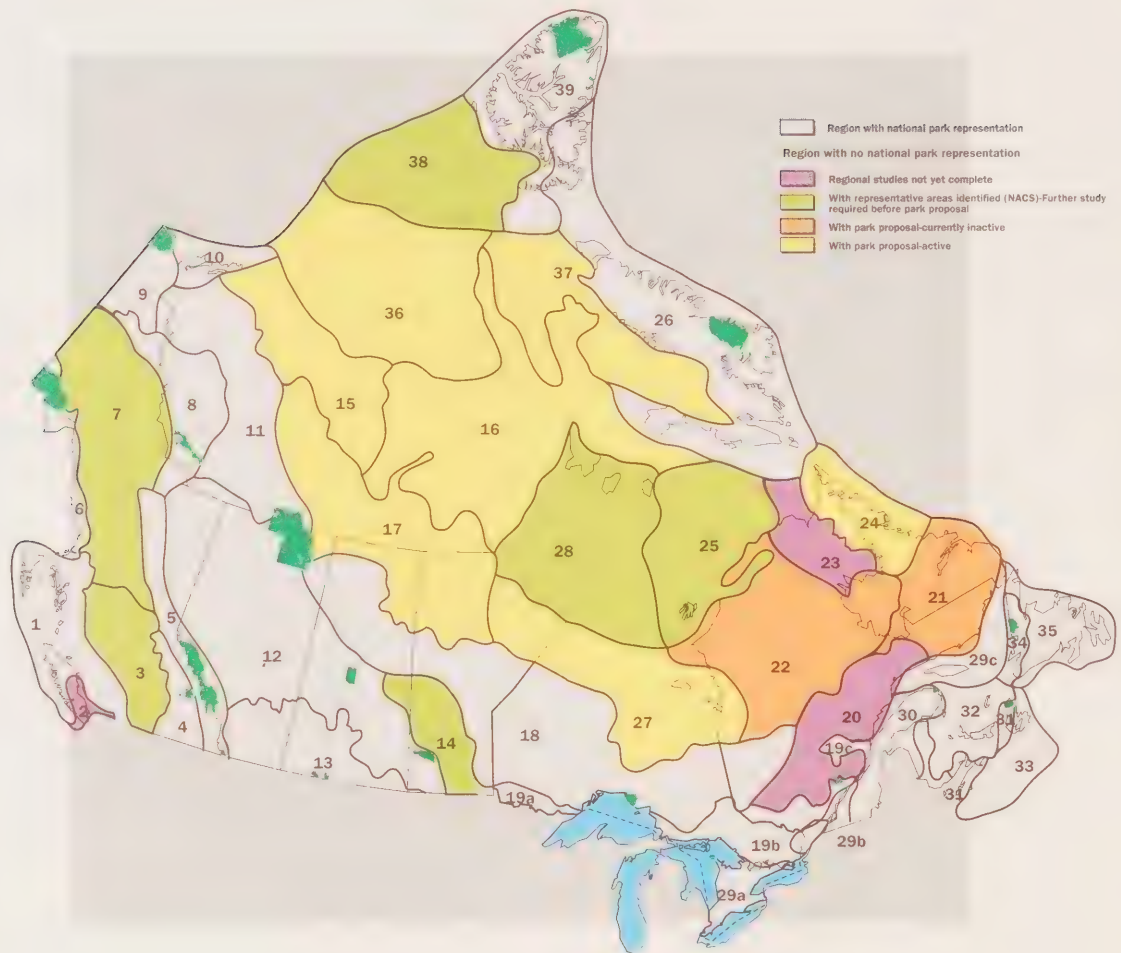 39
Region with national park representation
Region with no national park representation
38
Regional studies not yet complete
With representative areas identified (NACS)-Further study
required before park proposal
With park proposal-currently inactive
With park proposal-active
10
37
9
36
26
8
15
7
11
16
6
17
24
28
25
23
21
1
5
35
34
12
29c
3
22
2
20
32
30
31
4
27
14
18
19c
13
33
31
19a
19b
29b
29a